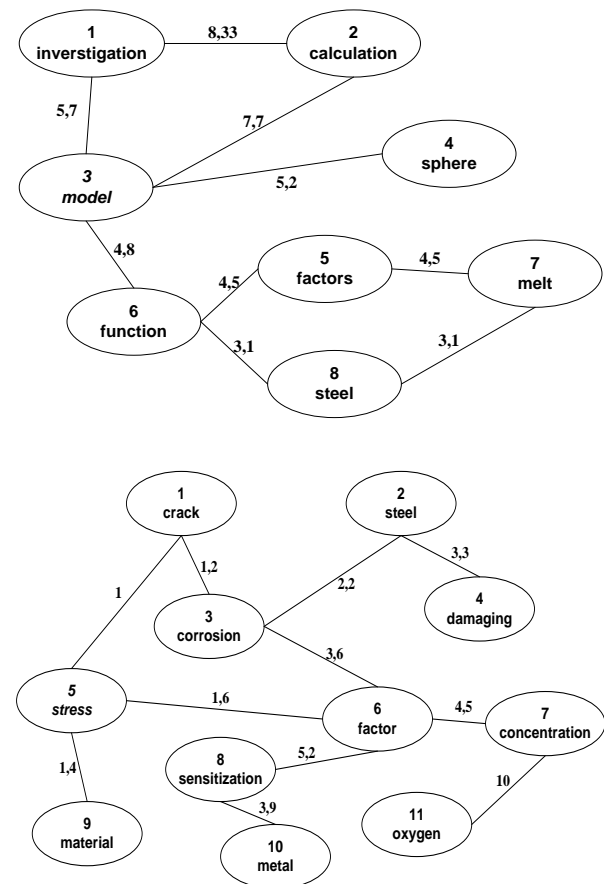 1
inverstigation
8,33
2
calculation
5,7
7,7
3
model
4
sphere
5,2
4,8
5
factors
4,5
7
melt
4,5
6
function
3,1
8
steel
3,1
1
crack
2
steel
1,2
3,3
1
2,2
3
corrosion
4
damaging
3,6
5
stress
1,6
6
factor
4,5
7
concentration
5,2
8
sensitization
1,4
10
3,9
9
material
11
oxygen
10
metal